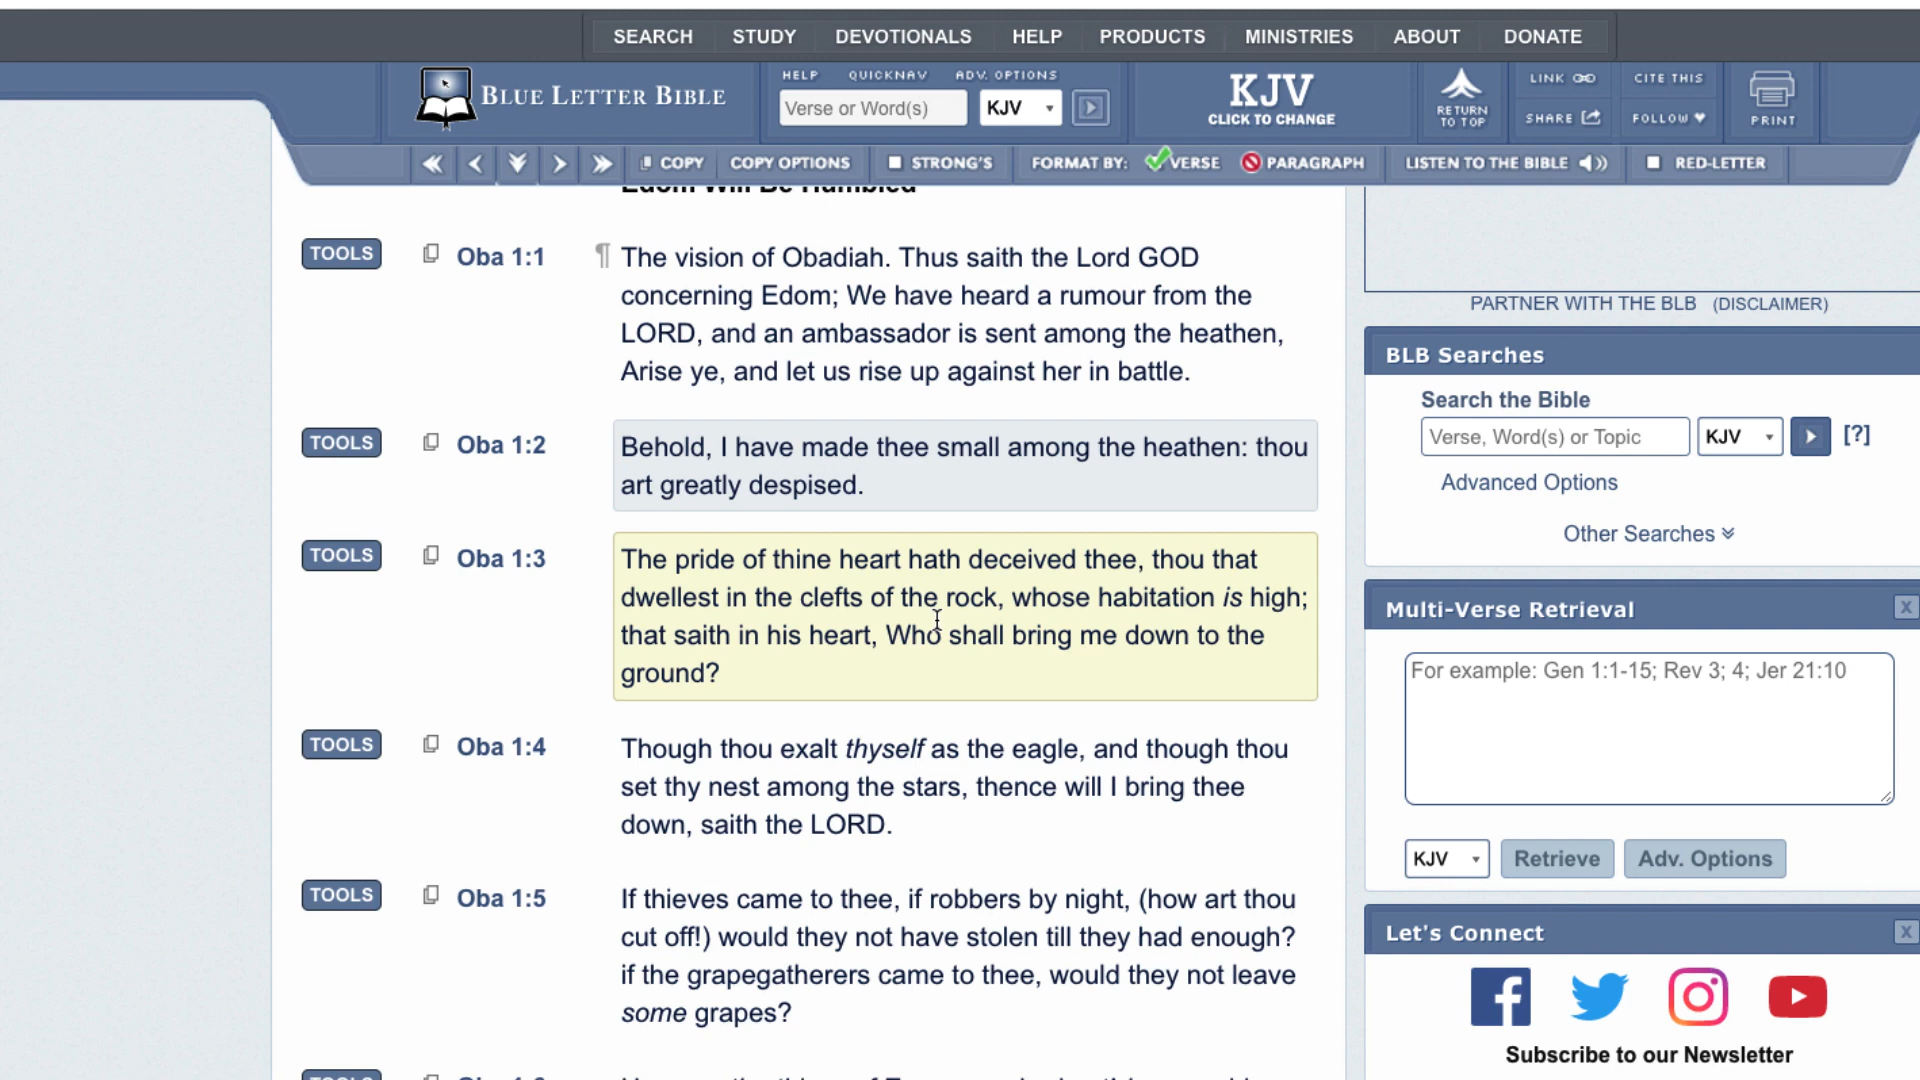 SEARCH STUDY DEVOTIONALS HELP PRODUCTS MINISTRIES ABOUT DONATE
BLUE LETTER BIBLE
HELP QUICKNAV ADV. OPTIONS
Verse or Word(s) KJV
KJV
CLICK TO CHANGE
RETURN
TO TOP
LINK
SHARE
CITE THIS
FOLLOW
PRINT
COPY COPY OPTIONS STRONG'S FORMAT BY: VERSE PARAGRAPH LISTEN TO THE BIBLE RED-LETTER
Edom Will Be Humbled
TOOLS Oba 1:1 ¶ The vision of Obadiah. Thus saith the Lord GOD
concerning Edom; We have heard a rumour from the
LORD, and an ambassador is sent among the heathen,
Arise ye, and let us rise up against her in battle.
TOOLS Oba 1:2 Behold, I have made thee small among the heathen: thou
art greatly despised.
TOOLS Oba 1:3 The pride of thine heart hath deceived thee, thou that
dwellest in the clefts of the rock, whose habitation is high;
that saith in his heart, Who shall bring me down to the
ground?
TOOLS Oba 1:4 Though thou exalt thyself as the eagle, and though thou
set thy nest among the stars, thence will I bring thee
down, saith the LORD.
TOOLS Oba 1:5 If thieves came to thee, if robbers by night, (how art thou
cut off!) would they not have stolen till they had enough?
if the grapegatherers came to thee, would they not leave
some grapes?
PARTNER WITH THE BLB (DISCLAIMER)
BLB Searches
Search the Bible
Verse, Word(s) or Topic KJV [?]
Advanced Options
Other Searches
Multi-Verse Retrieval X
For example: Gen 1:1-15; Rev 3; 4; Jer 21:10
KJV Retrieve Adv. Options
Let's Connect X
Subscribe to our Newsletter